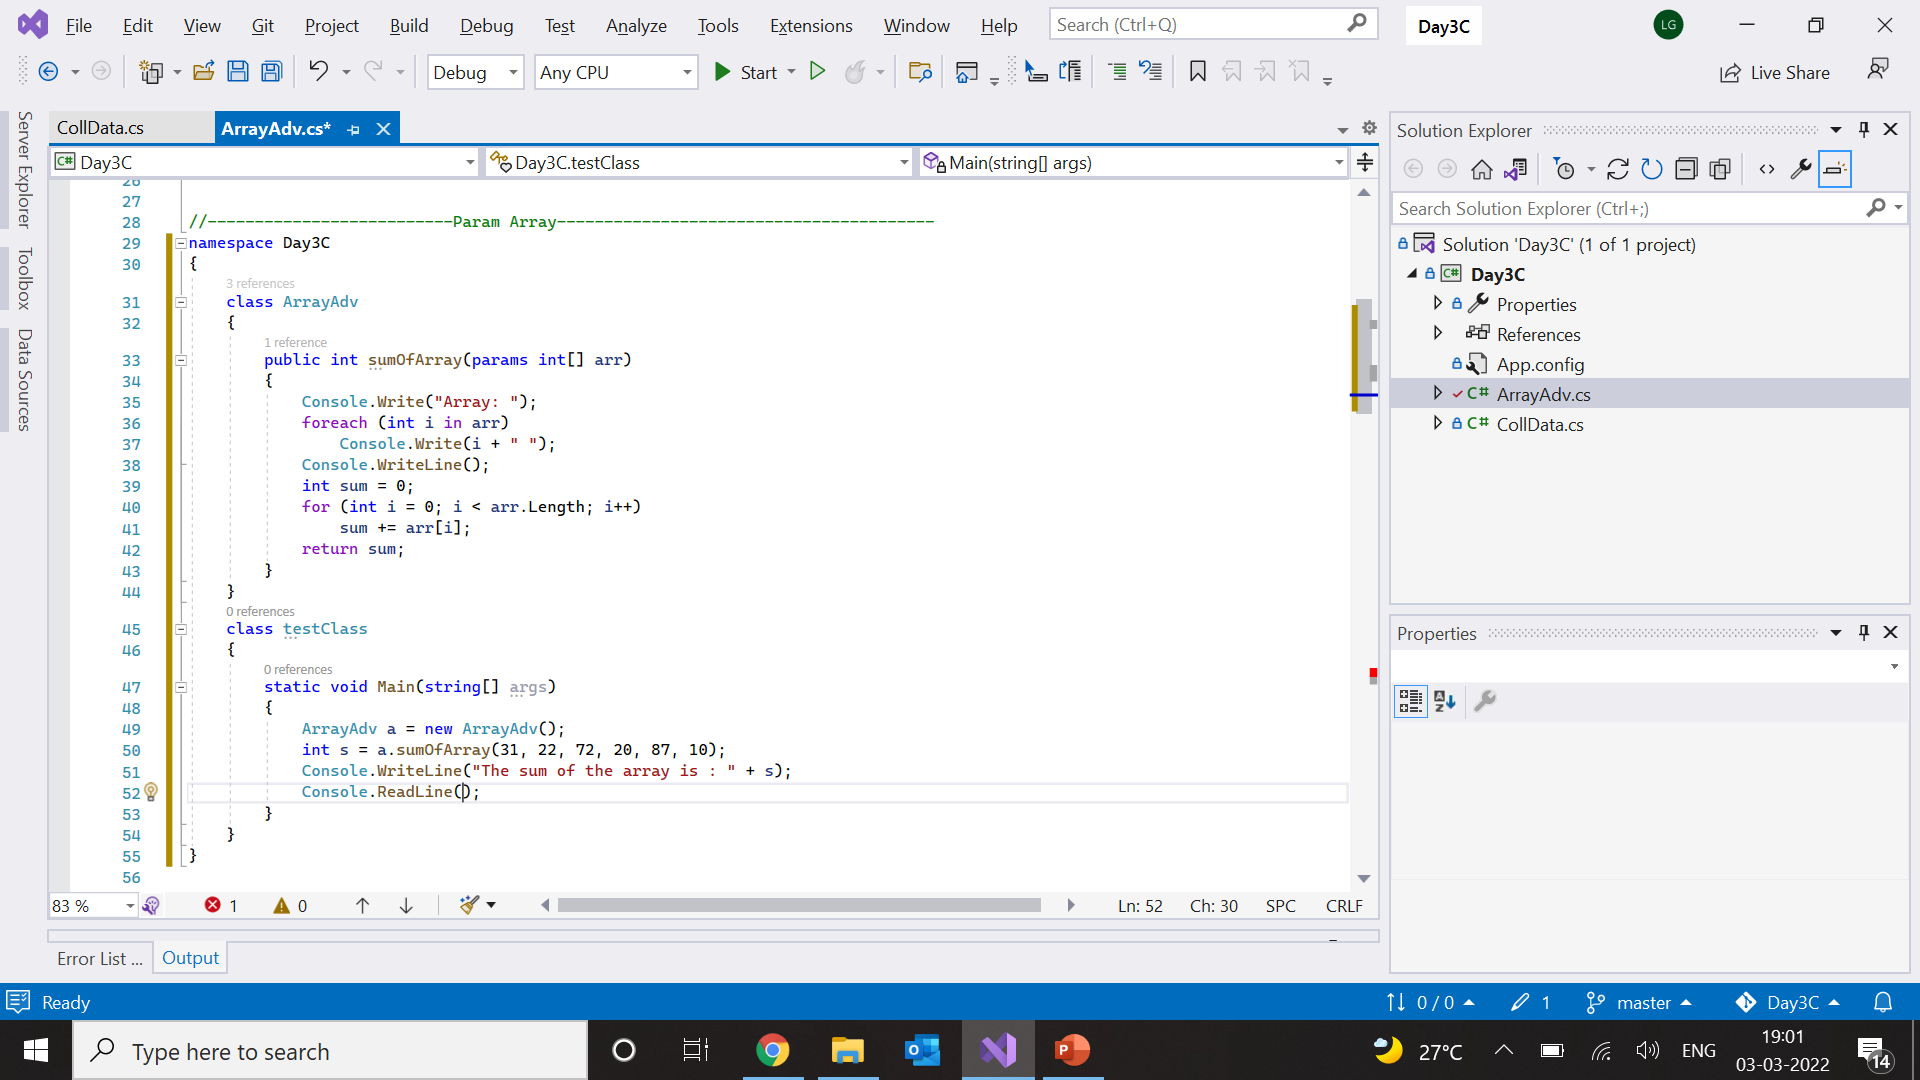 File Edit View Git Project Build Debug Test Analyze Tools Extensions Window Help Search (Ctrl+Q) Day3C LG
Debug Any CPU Start Live Share
Server Explorer
Toolbox
Data Sources
CollData.cs ArrayAdv.cs*
C# Day3C Day3C.testClass Main(string[] args)
26
27
28 //--------------------------Param Array----------------------------------------
29 namespace Day3C
30 {
3 references
31 class ArrayAdv
32 {
1 reference
33 public int sumOfArray(params int[] arr)
34 {
35 Console.Write("Array: ");
36 foreach (int i in arr)
37 Console.Write(i + " ");
38 Console.WriteLine();
39 int sum = 0;
40 for (int i = 0; i < arr.Length; i++)
41 sum += arr[i];
42 return sum;
43 }
44 }
0 references
45 class testClass
46 {
0 references
47 static void Main(string[] args)
48 {
49 ArrayAdv a = new ArrayAdv();
50 int s = a.sumOfArray(31, 22, 72, 20, 87, 10);
51 Console.WriteLine("The sum of the array is : " + s);
52 Console.ReadLine();
53 }
54 }
55 }
56
83 % 1 0 Ln: 52 Ch: 30 SPC CRLF
Error List ... Output
Solution Explorer
Search Solution Explorer (Ctrl+;)
Solution 'Day3C' (1 of 1 project)
C# Day3C
Properties
References
App.config
C# ArrayAdv.cs
C# CollData.cs
Properties
Ready 0 / 0 1 master Day3C
Type here to search 27°C ENG 19:01
03-03-2022 14